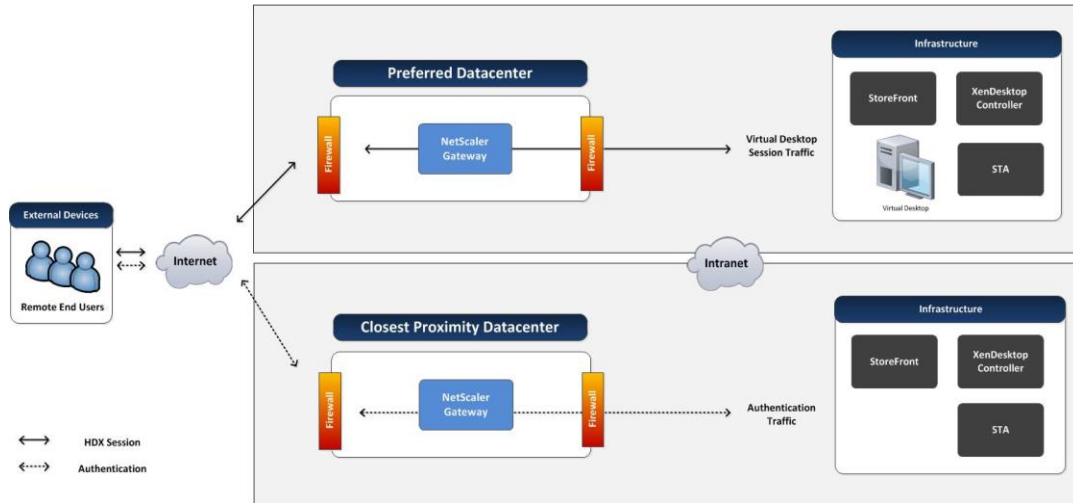 Infrastructure
Preferred Datacenter
StoreFront
XenDesktop
Controller
Firewall
NetScaler
Gateway
Firewall
Virtual Desktop
Session Traffic
STA
Virtual Desktop
External Devices
Remote End Users
Internet
Intranet
Infrastructure
Closest Proximity Datacenter
StoreFront
XenDesktop
Controller
Firewall
NetScaler
Gateway
Firewall
Authentication
Traffic
STA
HDX Session
Authentication